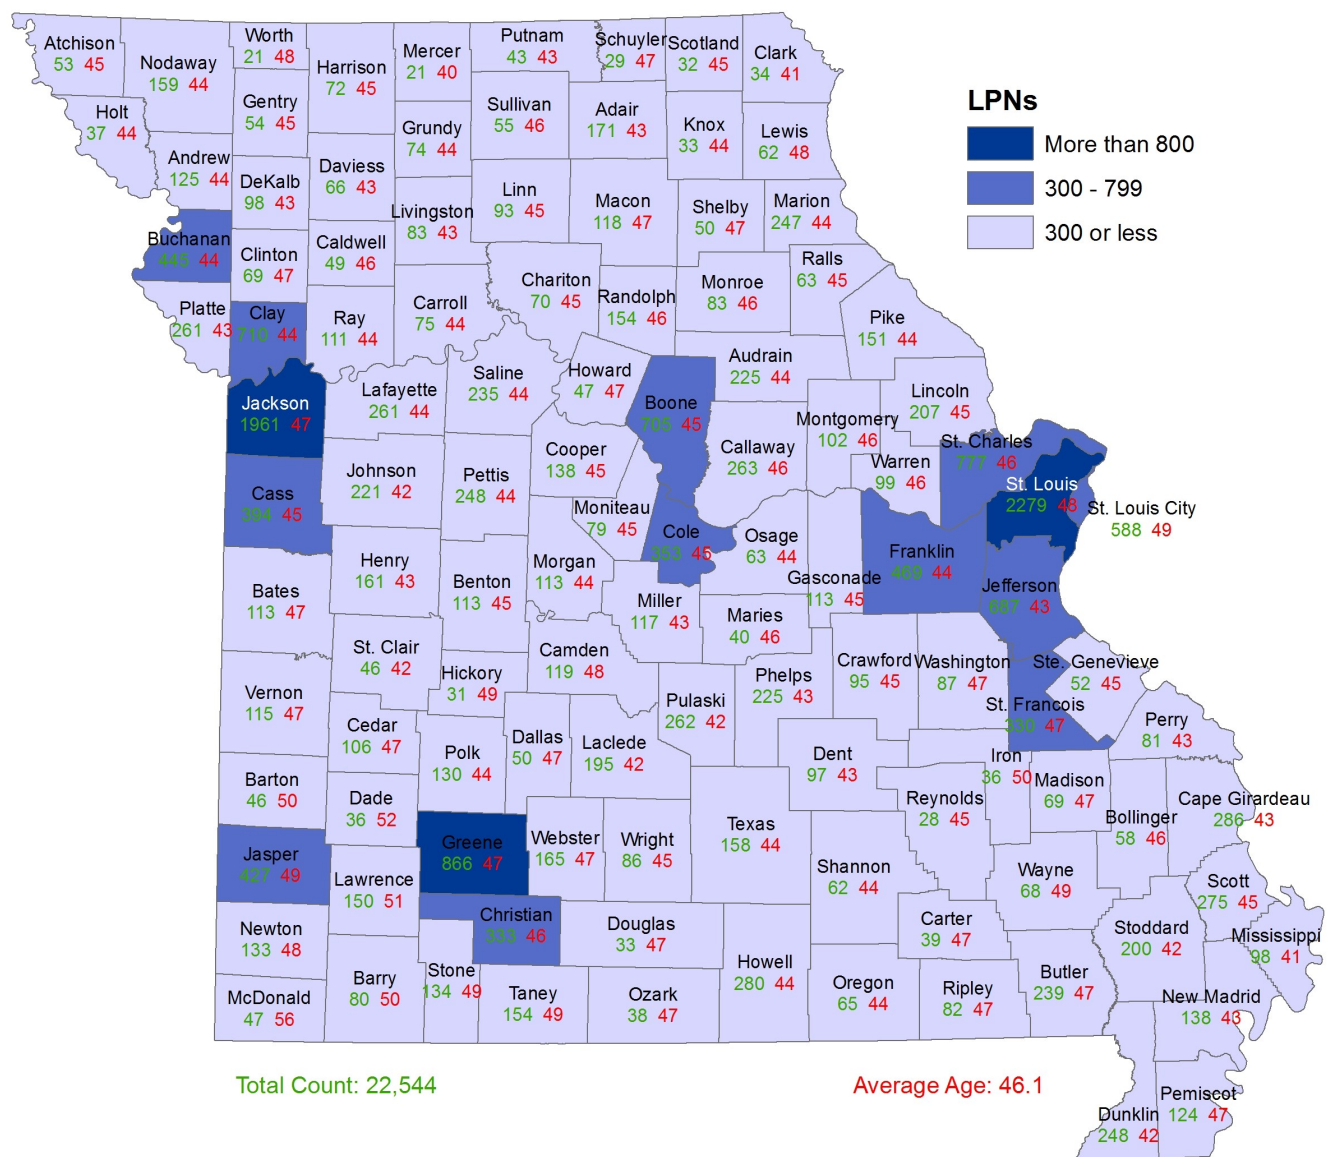 Atchison
53 45
Nodaway
159 44
Worth
21 48
Harrison
72 45
Mercer
21 40
Putnam
43 43
Schuyler
29 47
Scotland
32 45
Clark
34 41
Holt
37 44
Gentry
54 45
Sullivan
55 46
Adair
171 43
Knox
33 44
Lewis
62 48
Grundy
74 44
Andrew
125 44
DeKalb
98 43
Daviess
66 43
Livingston
83 43
Linn
93 45
Macon
118 47
Shelby
50 47
Marion
247 44
Buchanan
445 44
Clinton
69 47
Caldwell
49 46
Chariton
70 45
Randolph
154 46
Monroe
83 46
Ralls
63 45
Platte
261 43
Clay
710 44
Ray
111 44
Carroll
75 44
Pike
151 44
Jackson
1961 47
Lafayette
261 44
Saline
235 44
Howard
47 47
Boone
705 45
Audrain
225 44
Lincoln
207 45
Montgomery
102 46
Callaway
263 46
Warren
99 46
St. Charles
777 46
St. Louis
2279 48
St. Louis City
588 49
Cass
394 45
Johnson
221 42
Pettis
248 44
Cooper
138 45
Moniteau
79 45
Cole
353 45
Osage
63 44
Gasconade
113 45
Franklin
469 44
Jefferson
687 43
Bates
113 47
Henry
161 43
Benton
113 45
Morgan
113 44
Miller
117 43
Maries
40 46
St. Clair
46 42
Hickory
31 49
Camden
119 48
Pulaski
262 42
Phelps
225 43
Crawford
95 45
Washington
87 47
Ste. Genevieve
52 45
St. Francois
330 47
Perry
81 43
Vernon
115 47
Cedar
106 47
Polk
130 44
Dallas
50 47
Laclede
195 42
Dent
97 43
Iron
36 50
Madison
69 47
Reynolds
28 45
Bollinger
58 46
Cape Girardeau
286 43
Barton
46 50
Dade
36 52
Greene
866 47
Webster
165 47
Wright
86 45
Texas
158 44
Shannon
62 44
Wayne
68 49
Scott
275 45
Jasper
427 49
Lawrence
150 51
Christian
333 46
Douglas
33 47
Howell
280 44
Carter
39 47
Stoddard
200 42
Mississippi
98 41
Newton
133 48
Barry
80 50
Stone
134 49
Taney
154 49
Ozark
38 47
Oregon
65 44
Ripley
82 47
Butler
239 47
New Madrid
138 43
McDonald
47 56
Pemiscot
124 47
Dunklin
248 42
LPNs
More than 800
300 - 799
300 or less
Total Count: 22,544
Average Age: 46.1